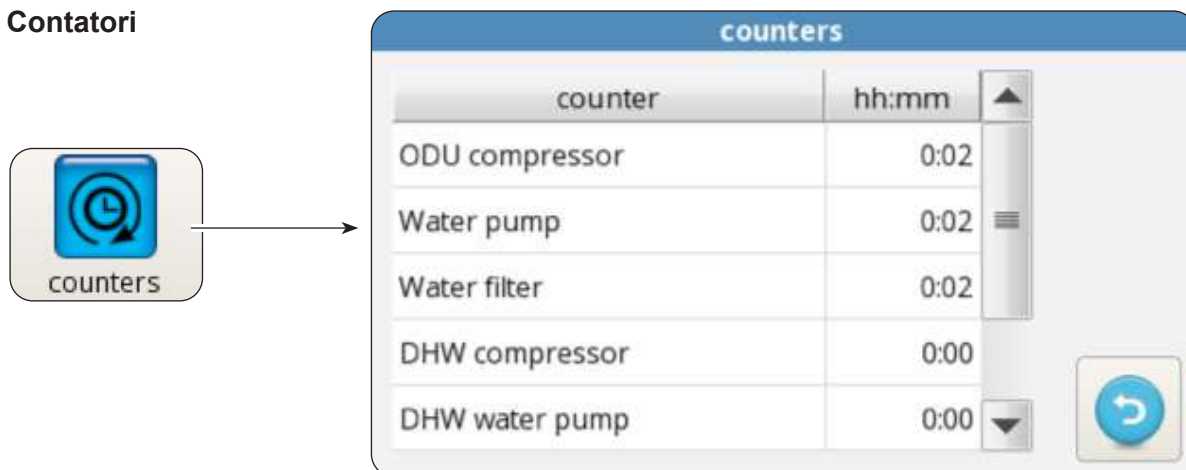 Contatori
counters
counters
counter hh:mm
ODU compressor 0:02
Water pump 0:02
Water filter 0:02
DHW compressor 0:00
DHW water pump 0:00